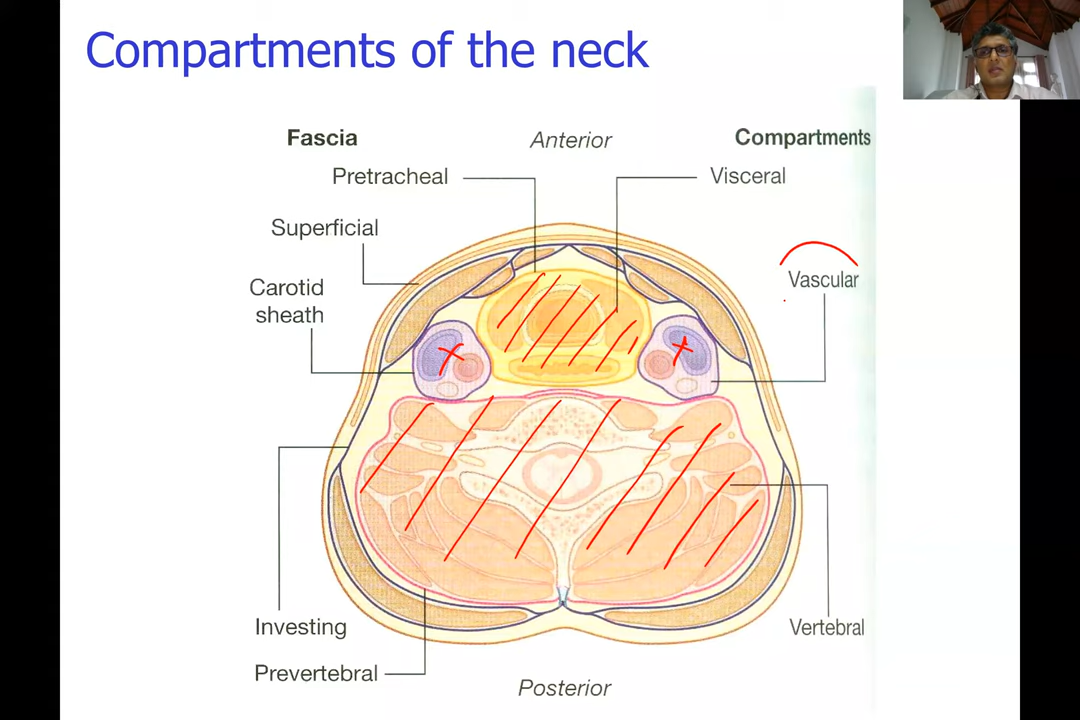 Compartments of the neck
Fascia
Anterior
Compartments
Pretracheal
Visceral
Superficial
Carotid
sheath
Vascular
Investing
Vertebral
Prevertebral
Posterior